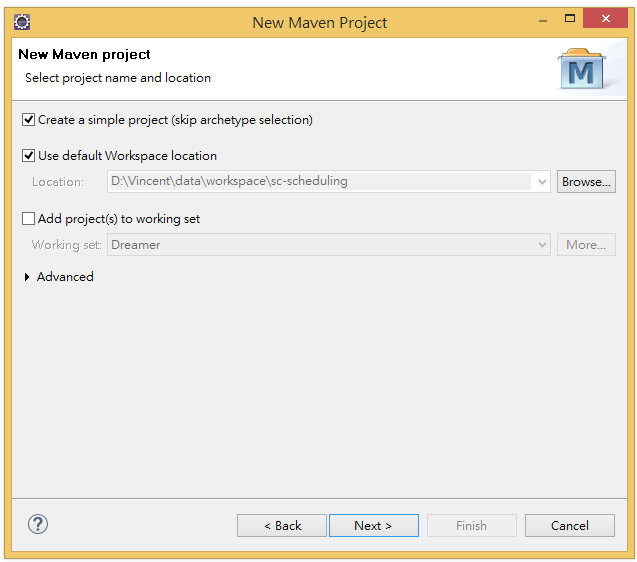 New Maven Project
New Maven project
Select project name and location
M
Create a simple project (skip archetype selection)
Use default Workspace location
Location: D:\Vincent\data\workspace\sc-scheduling Browse...
Add project(s) to working set
Working set: Dreamer More...
Advanced
? < Back Next > Finish Cancel